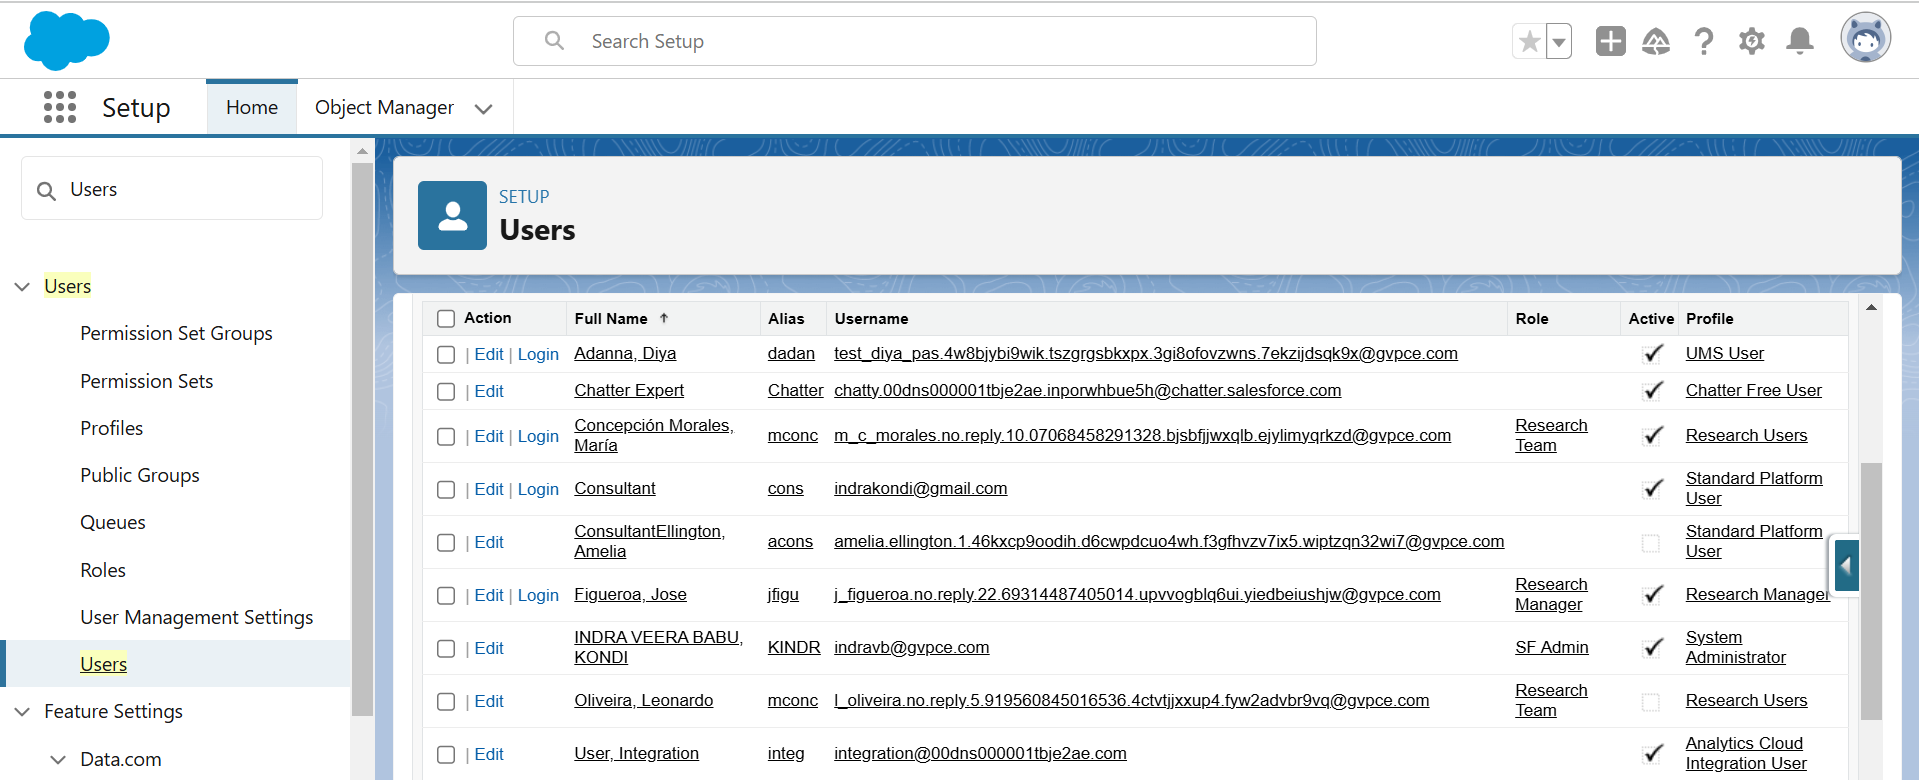 Search Setup
Setup
Home
Object Manager
Users
Users
Permission Set Groups
Permission Sets
Profiles
Public Groups
Queues
Roles
User Management Settings
Users
Feature Settings
Data.com
SETUP
Users
Action Full Name Alias Username Role Active Profile
| Edit | Login Adanna, Diya dadan test_diya_pas.4w8bjybi9wik.tszgrgsbkxpx.3gi8ofovzwns.7ekzijdsqk9x@gvpce.com UMS User
| Edit Chatter Expert Chatter chatty.00dns000001tbje2ae.inporwhbue5h@chatter.salesforce.com Chatter Free User
| Edit | Login Concepción Morales, mconc m_c_morales.no.reply.10.07068458291328.bjsbfjjwxqlb.ejylimyqrkzd@gvpce.com Research Research Users
María Team
| Edit | Login Consultant cons indrakondi@gmail.com Standard Platform
User
| Edit ConsultantEllington, acons amelia.ellington.1.46kxcp9oodih.d6cwpdcuo4wh.f3gfhvzv7ix5.wiptzqn32wi7@gvpce.com Standard Platform
Amelia User
| Edit | Login Figueroa, Jose jfigu j_figueroa.no.reply.22.69314487405014.upvvogblq6ui.yiedbeiushjw@gvpce.com Research Research Manager
Manager
| Edit INDRA VEERA BABU, KINDR indravb@gvpce.com SF Admin System
KONDI Administrator
| Edit Oliveira, Leonardo mconc l_oliveira.no.reply.5.919560845016536.4ctvtjjxxup4.fyw2advbr9vq@gvpce.com Research Research Users
Team
| Edit User, Integration integ integration@00dns000001tbje2ae.com Analytics Cloud
Integration User